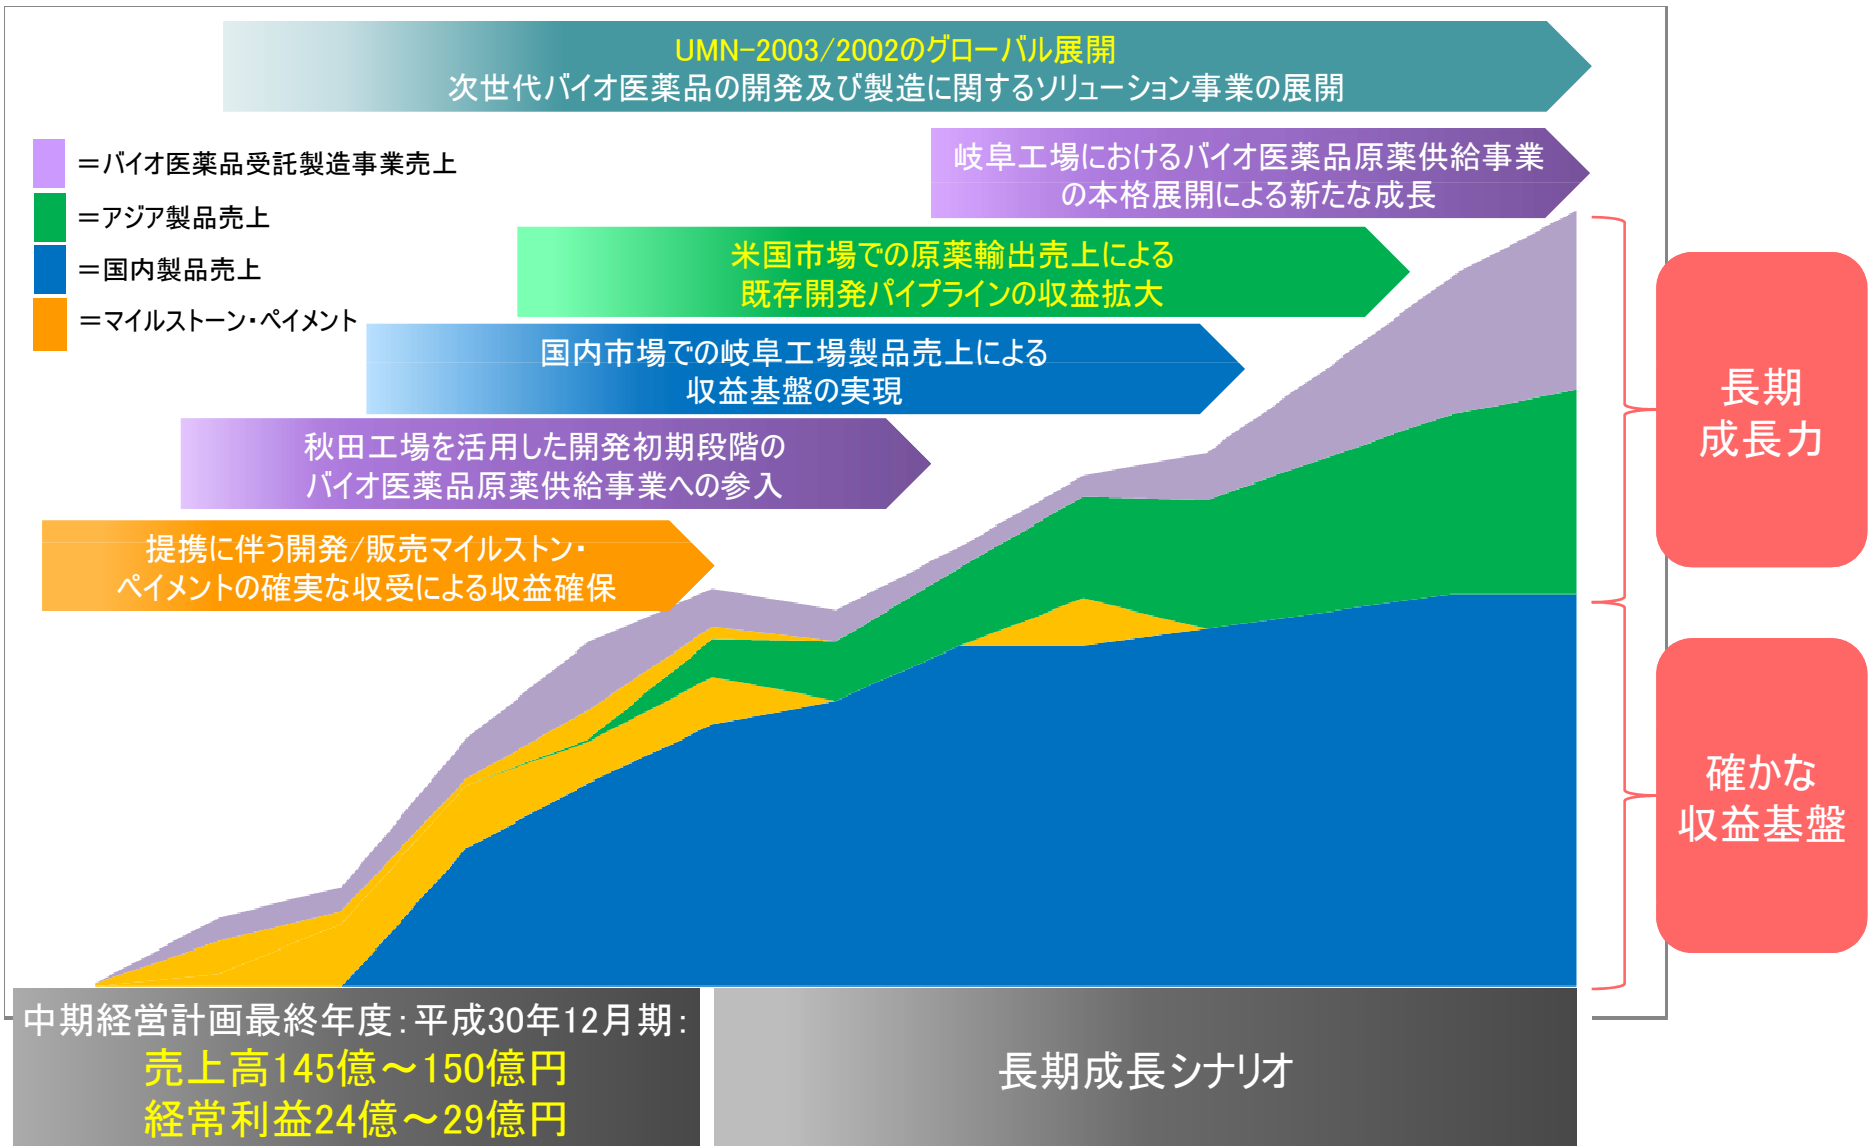 UMN-2003/2002のグローバル展開
次世代バイオ医薬品の開発及び製造に関するソリューション事業の展開
＝バイオ医薬品受託製造事業売上
＝アジア製品売上
＝国内製品売上
＝マイルストーン・ペイメント
岐阜工場におけるバイオ医薬品原薬供給事業
の本格展開による新たな成長
米国市場での原薬輸出売上による
既存開発パイプラインの収益拡大
国内市場での岐阜工場製品売上による
収益基盤の実現
秋田工場を活用した開発初期段階の
バイオ医薬品原薬供給事業への参入
提携に伴う開発/販売マイルストン・
ペイメントの確実な収受による収益確保
長期
成長力
確かな
収益基盤
中期経営計画最終年度：平成30年12月期：
売上高145億～150億円
経常利益24億～29億円
長期成長シナリオ